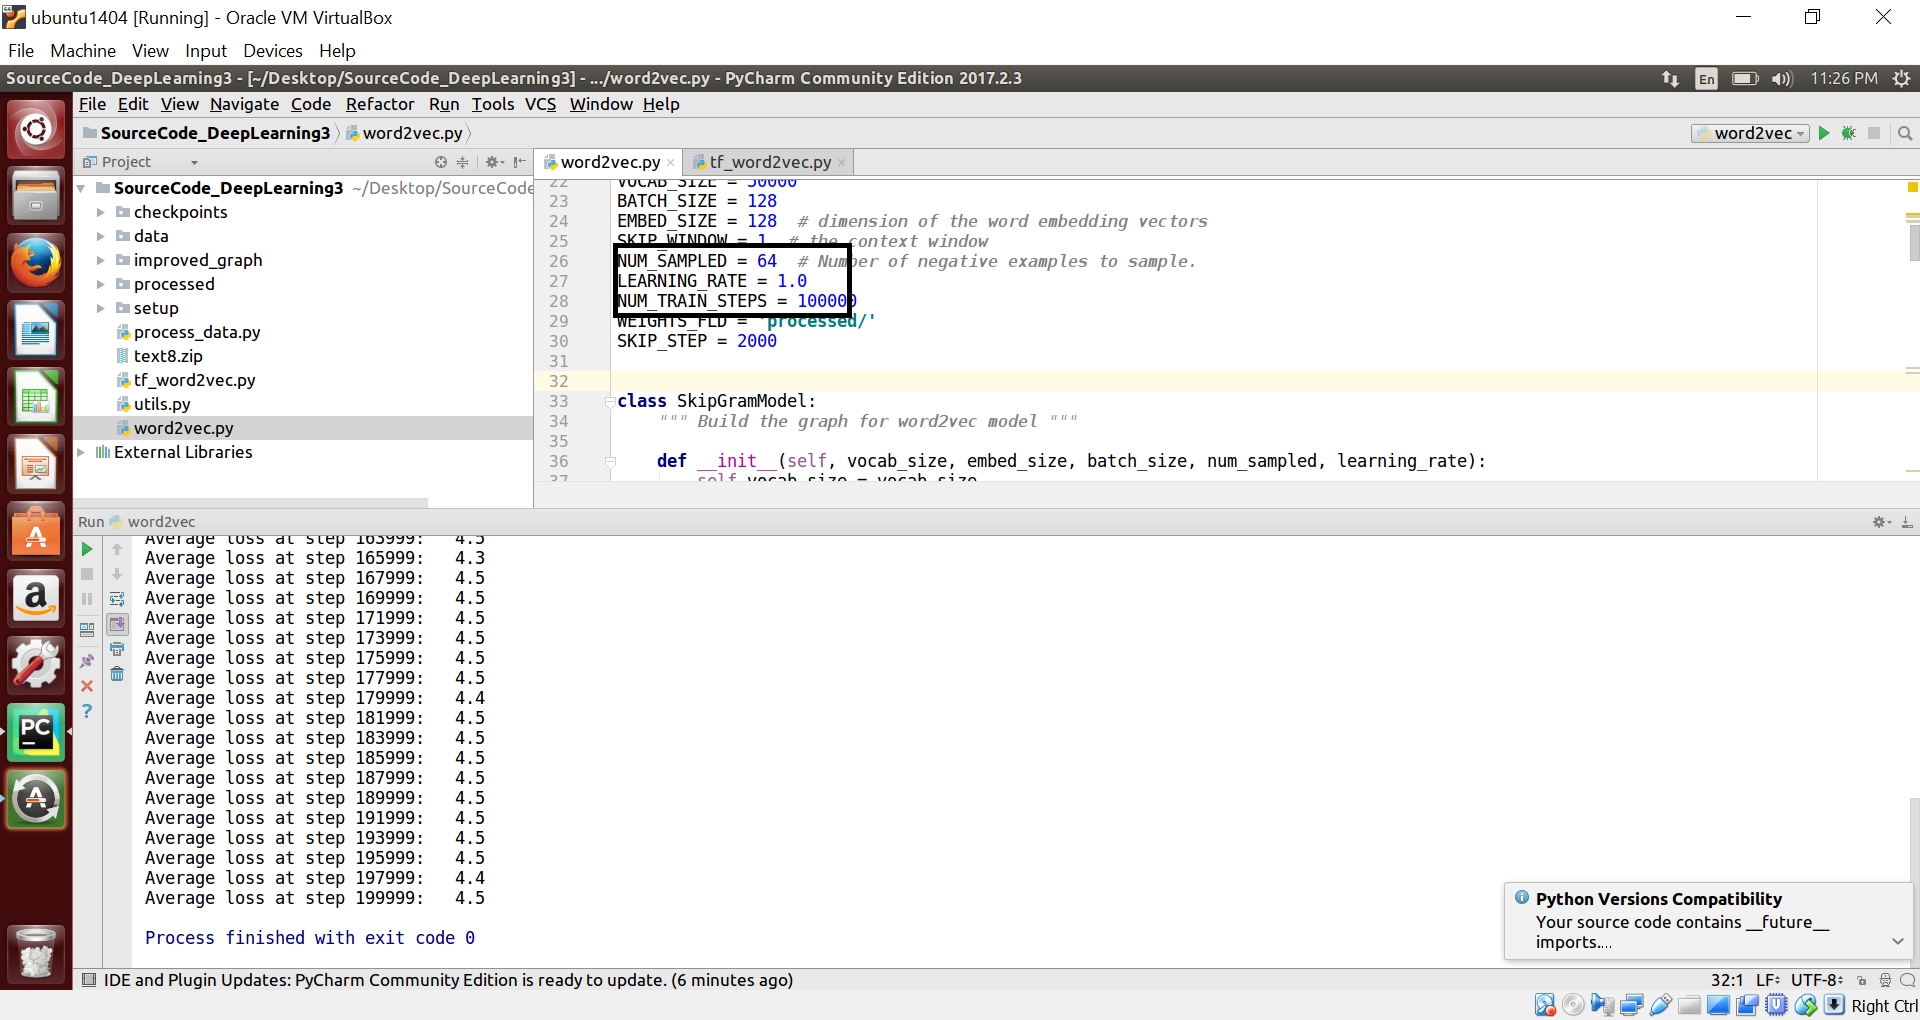 ubuntu1404 [Running] - Oracle VM VirtualBox
File Machine View Input Devices Help
SourceCode_DeepLearning3 - [~/Desktop/SourceCode_DeepLearning3] - .../word2vec.py - PyCharm Community Edition 2017.2.3
En 11:26 PM
File Edit View Navigate Code Refactor Run Tools VCS Window Help
SourceCode_DeepLearning3 word2vec.py
word2vec
Project
word2vec.py tf_word2vec.py
SourceCode_DeepLearning3 ~/Desktop/SourceCode
checkpoints
data
improved_graph
processed
setup
process_data.py
text8.zip
tf_word2vec.py
utils.py
word2vec.py
External Libraries
22 VOCAB_SIZE = 50000
23 BATCH_SIZE = 128
24 EMBED_SIZE = 128 # dimension of the word embedding vectors
25 SKIP_WINDOW = 1 # the context window
26 NUM_SAMPLED = 64 # Number of negative examples to sample.
27 LEARNING_RATE = 1.0
28 NUM_TRAIN_STEPS = 100000
29 WEIGHTS_FLD = 'processed/'
30 SKIP_STEP = 2000
31
32
33 class SkipGramModel:
34 """ Build the graph for word2vec model """
35
36 def __init__(self, vocab_size, embed_size, batch_size, num_sampled, learning_rate):
37 self.vocab_size = vocab_size
Run word2vec
Average loss at step 163999: 4.5
Average loss at step 165999: 4.3
Average loss at step 167999: 4.5
Average loss at step 169999: 4.5
Average loss at step 171999: 4.5
Average loss at step 173999: 4.5
Average loss at step 175999: 4.5
Average loss at step 177999: 4.5
Average loss at step 179999: 4.4
Average loss at step 181999: 4.5
Average loss at step 183999: 4.5
Average loss at step 185999: 4.5
Average loss at step 187999: 4.5
Average loss at step 189999: 4.5
Average loss at step 191999: 4.5
Average loss at step 193999: 4.5
Average loss at step 195999: 4.5
Average loss at step 197999: 4.4
Average loss at step 199999: 4.5
Process finished with exit code 0
Python Versions Compatibility
Your source code contains __future__
imports...
IDE and Plugin Updates: PyCharm Community Edition is ready to update. (6 minutes ago)
32:1 LF UTF-8
Right Ctrl
PC